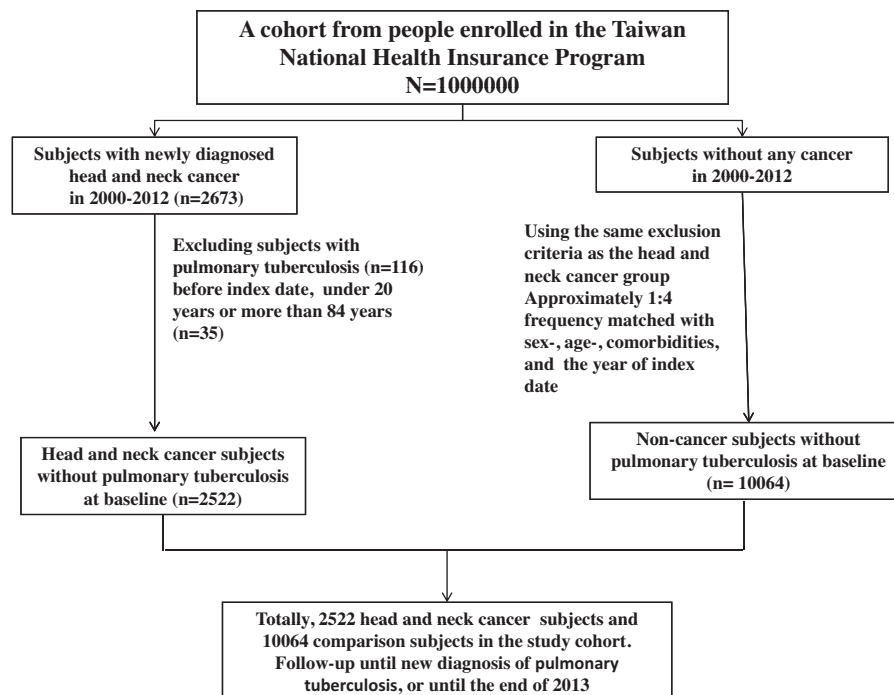 A cohort from people enrolled in the Taiwan
National Health Insurance Program
N=1000000
Subjects with newly diagnosed
head and neck cancer
in 2000-2012 (n=2673)
Subjects without any cancer
in 2000-2012
Excluding subjects with
pulmonary tuberculosis (n=116)
before index date, under 20
years or more than 84 years
(n=35)
Using the same exclusion
criteria as the head and
neck cancer group
Approximately 1:4
frequency matched with
sex-, age-, comorbidities,
and the year of index
date
Head and neck cancer subjects
without pulmonary tuberculosis
at baseline (n=2522)
Non-cancer subjects without
pulmonary tuberculosis at baseline
(n= 10064)
Totally, 2522 head and neck cancer subjects and
10064 comparison subjects in the study cohort.
Follow-up until new diagnosis of pulmonary
tuberculosis, or until the end of 2013